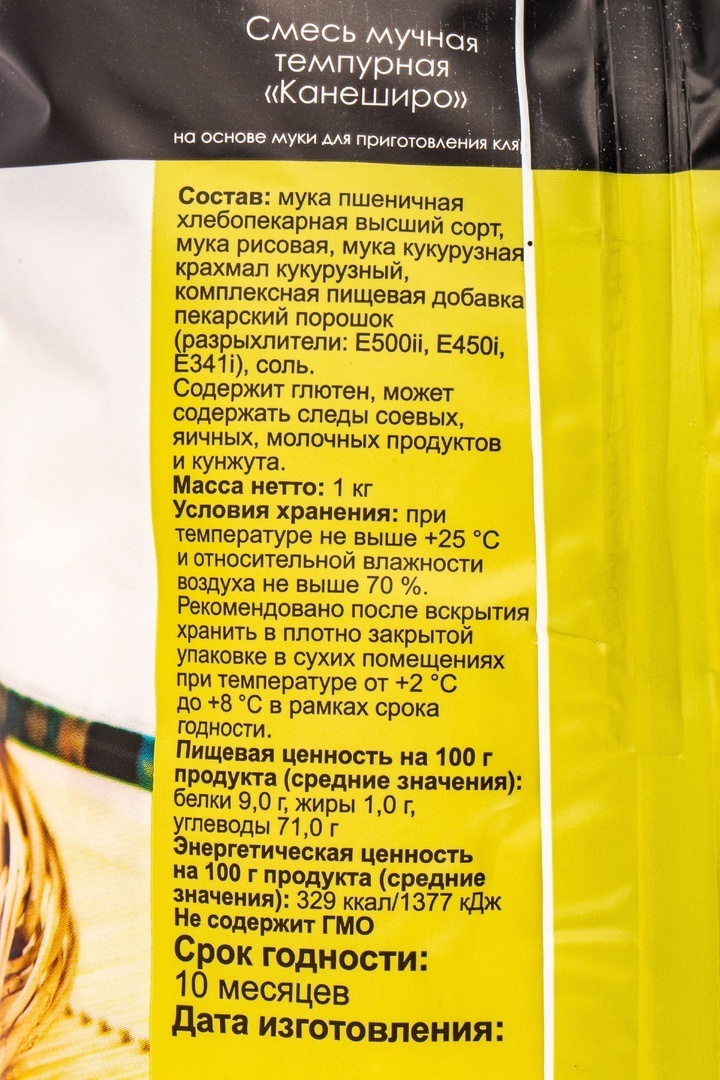 Смесь мучная
темпурная
«Канеширо»
на основе муки для приготовления кля
Состав: мука пшеничная
хлебопекарная высший сорт,
мука рисовая, мука кукурузная
крахмал кукурузный,
комплексная пищевая добавка
пекарский порошок
(разрыхлители: E500ii, E450i,
E341i), соль.
Содержит глютен, может
содержать следы соевых,
яичных, молочных продуктов
и кунжута.
Масса нетто: 1 кг
Условия хранения: при
температуре не выше +25 °C
и относительной влажности
воздуха не выше 70 %.
Рекомендовано после вскрытия
хранить в плотно закрытой
упаковке в сухих помещениях
при температуре от +2 °C
до +8 °C в рамках срока
годности.
Пищевая ценность на 100 г
продукта (средние значения):
белки 9,0 г, жиры 1,0 г,
углеводы 71,0 г
Энергетическая ценность
на 100 г продукта (средние
значения): 329 ккал/1377 кДж
Не содержит ГМО
Срок годности:
10 месяцев
Дата изготовления: